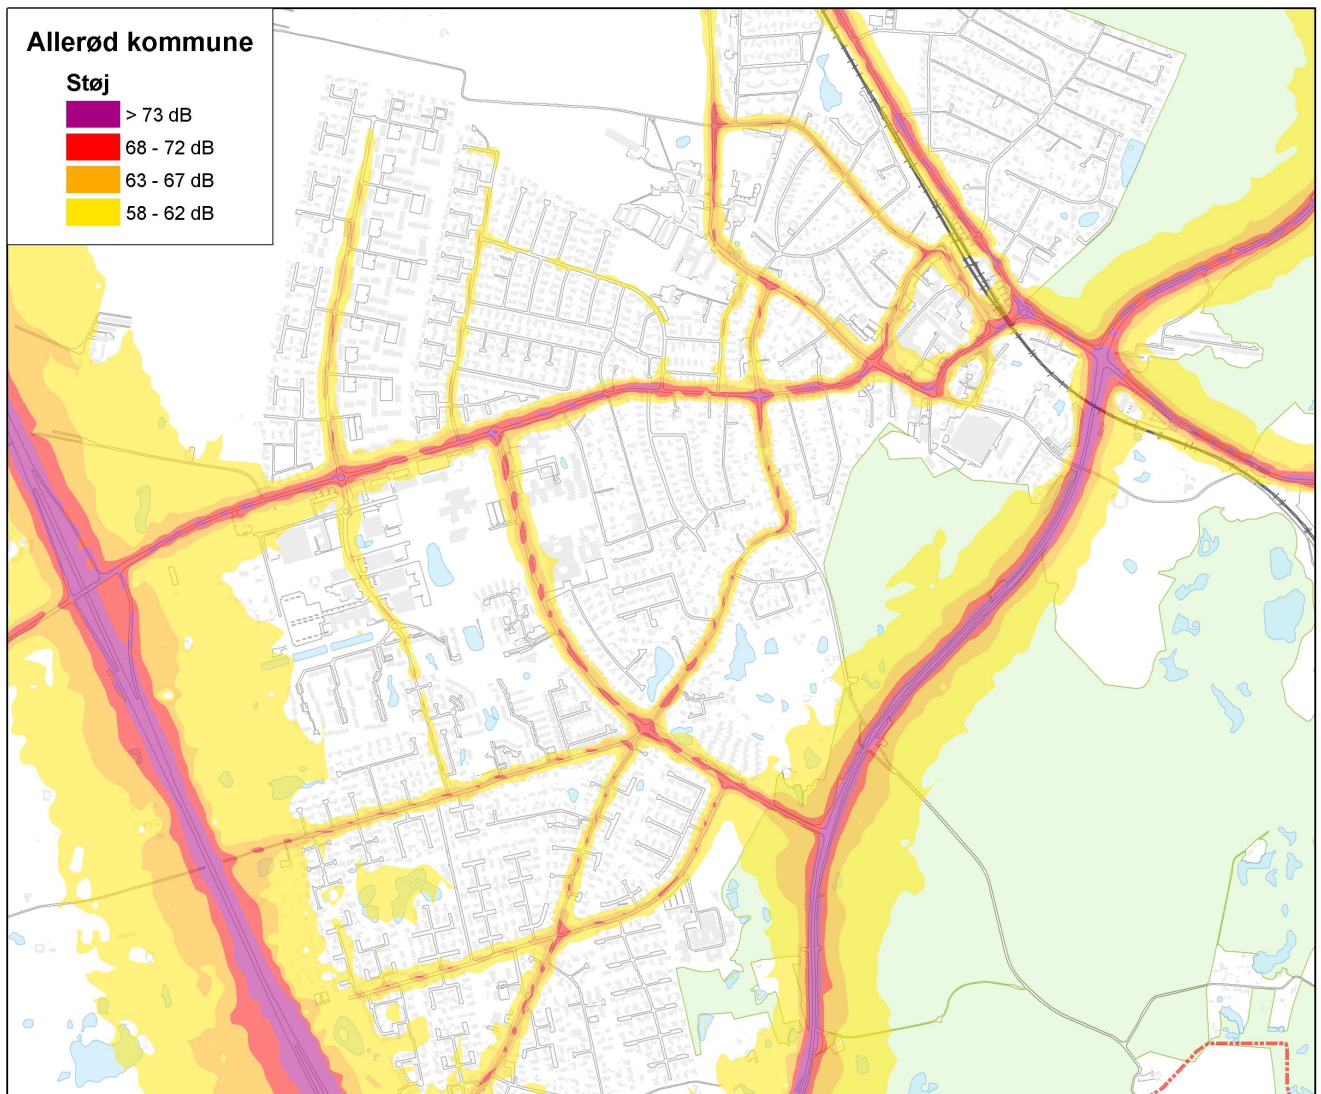 Allerød kommune
Støj
> 73 dB
68 - 72 dB
63 - 67 dB
58 - 62 dB